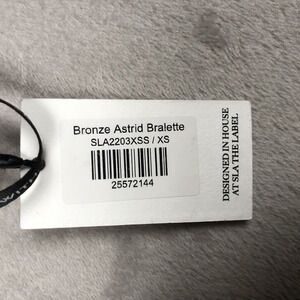 Bronze Astrid Bralette
SLA2203XSS / XS
25572144
DESIGNED IN HOUSE
AT SLA THE LABEL